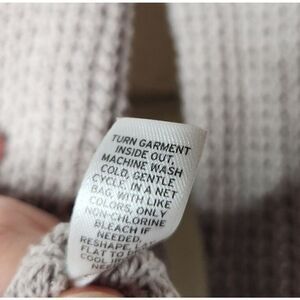 TURN GARMENT
INSIDE OUT,
MACHINE WASH
COLD, GENTLE
CYCLE, IN A NET
BAG, WITH LIKE
COLORS, ONLY
NON-CHLORINE
BLEACH IF
NEEDED,
RESHAPE, LAY
FLAT TO
COOL